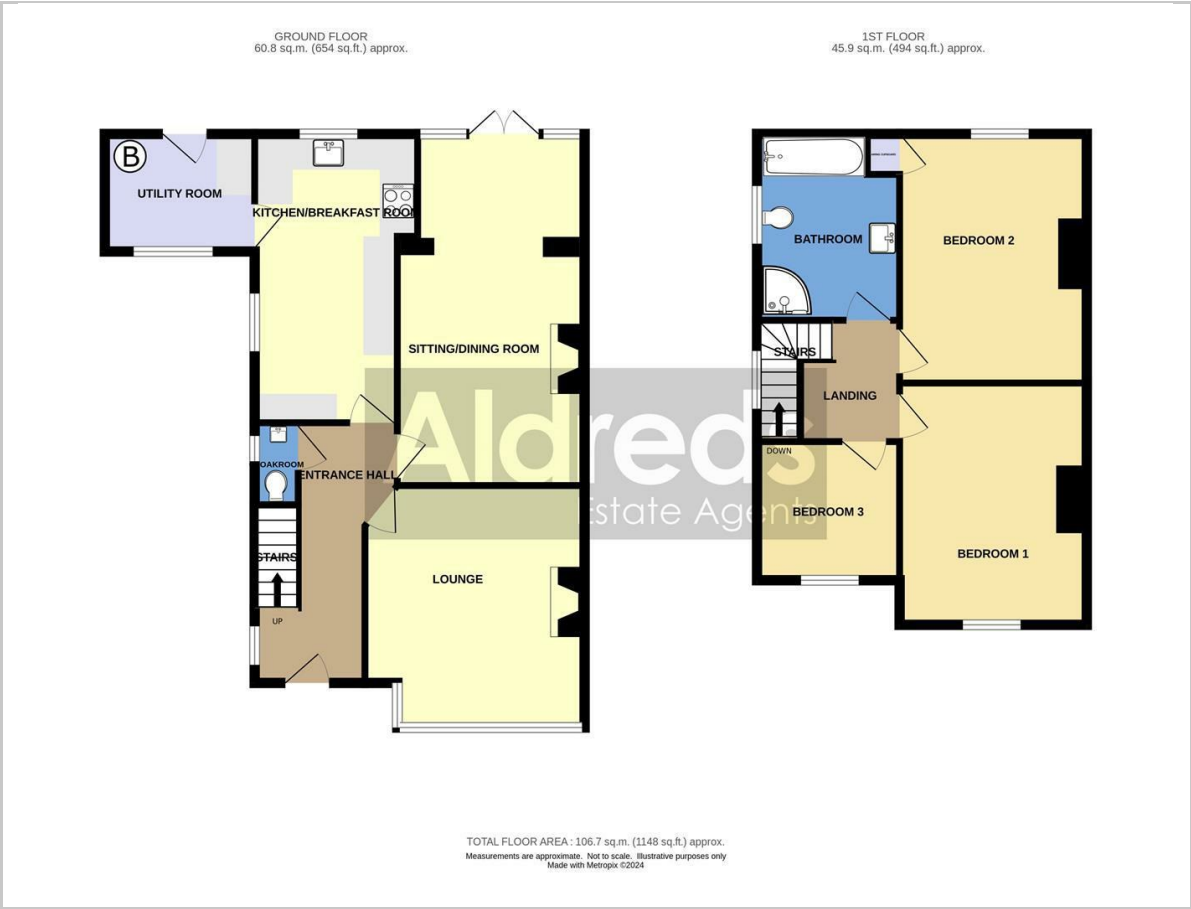 GROUND FLOOR
60.8 sq.m. (654 sq.ft.) approx.
1ST FLOOR
45.9 sq.m. (494 sq.ft.) approx.
B
UTILITY ROOM
KITCHEN/BREAKFAST ROOM
SITTING/DINING ROOM
OAKROOM
ENTRANCE HALL
STAIRS
UP
LOUNGE
BATHROOM
BEDROOM 2
STAIRS
LANDING
DOWN
BEDROOM 3
BEDROOM 1
Aldreds
Estate Agents
TOTAL FLOOR AREA : 106.7 sq.m. (1148 sq.ft.) approx.
Measurements are approximate. Not to scale. Illustrative purposes only
Made with Metropix ©2024